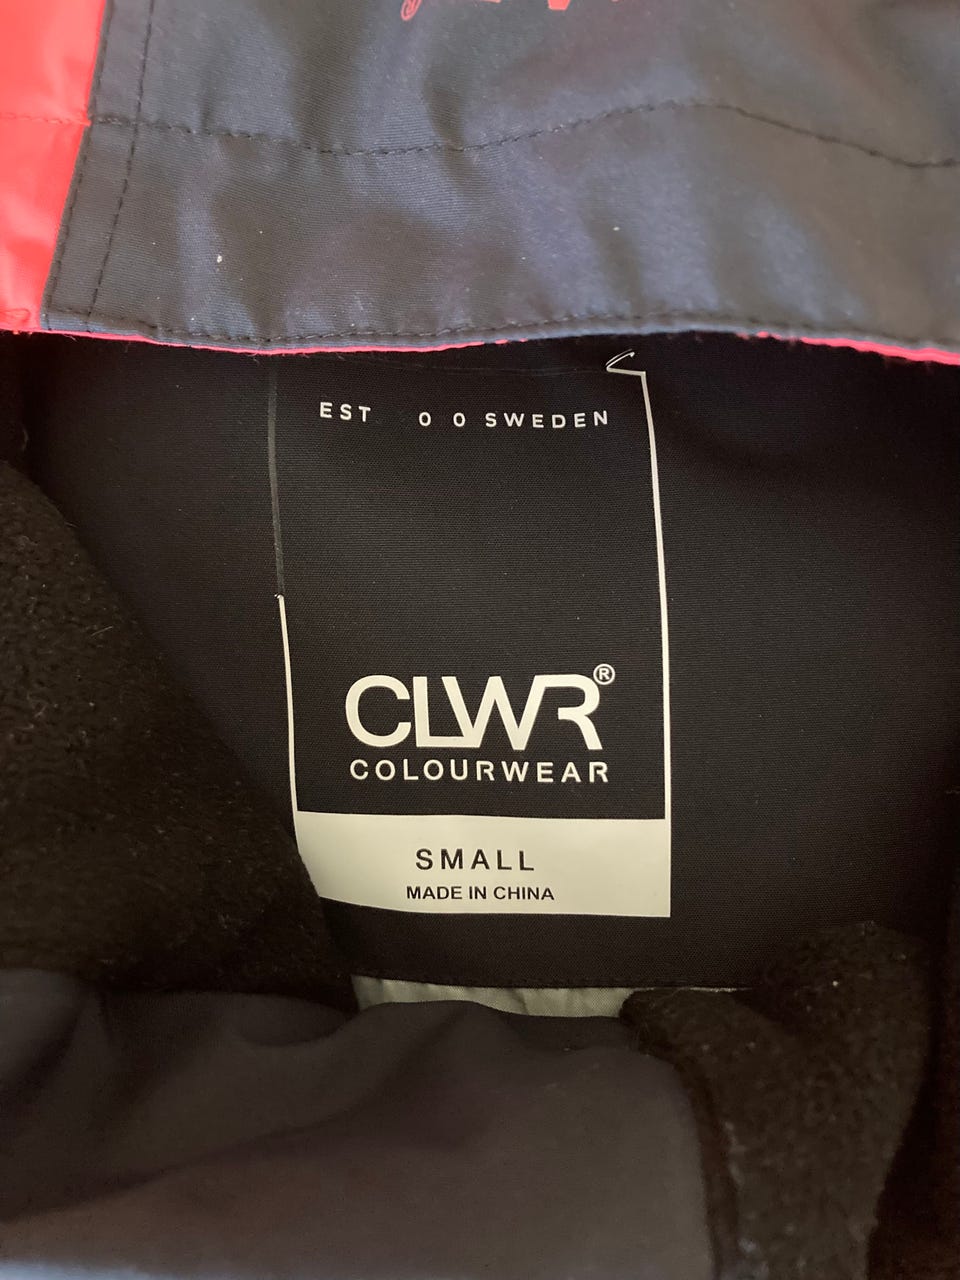 EST 0 0 SWEDEN
CLWR®
COLOURWEAR
SMALL
MADE IN CHINA